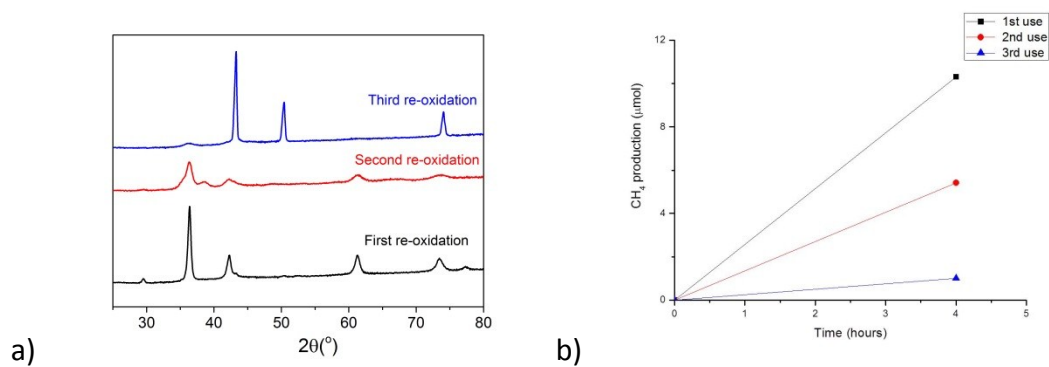 Third re-oxidation
Second re-oxidation
First re-oxidation
30 40 50 60 70 80
2θ(°)
a)
1st use
2nd use
3rd use
12
8
4
0
CH₄ production (μmol)
0 1 2 3 4 5
Time (hours)
b)